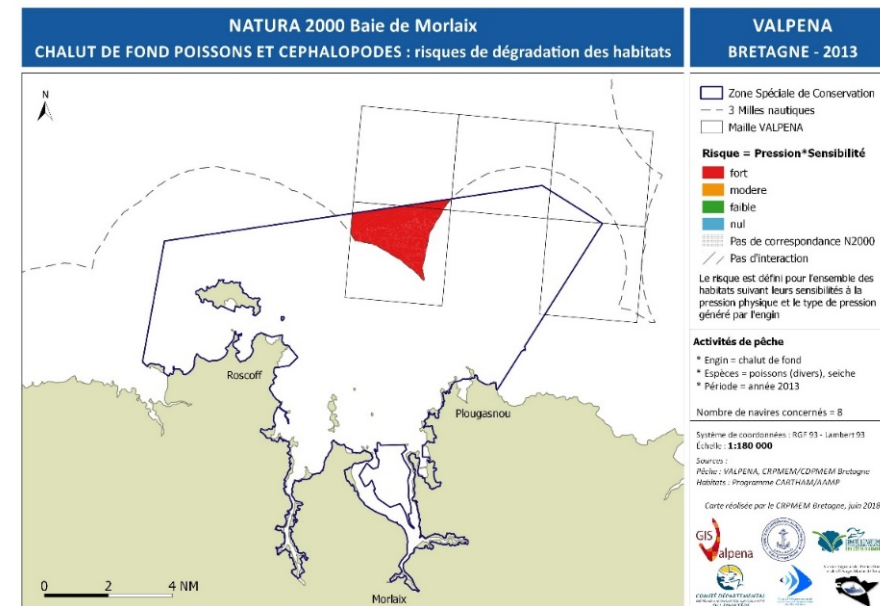 NATURA 2000 Baie de Morlaix
CHALUT DE FOND POISSONS ET CEPHALOPODES : risques de dégradation des habitats
VALPENA
BRETAGNE - 2013
N
Roscoff
Plougasnou
Morlaix
0 2 4 NM
Zone Spéciale de Conservation
3 Milles nautiques
Maille VALPENA
Risque = Pression*Sensibilité
fort
modere
faible
nul
Pas de correspondance N2000
Pas d'interaction
Le risque est défini pour l'ensemble des
habitats suivant leurs sensibilités à la
pression physique et le type de pression
généré par l'engin
Activités de pêche
* Engin = chalut de fond
* Espèces = poissons (divers), seiche
* Période = année 2013
Nombre de navires concernés = 8
Système de coordonnées : RGF 93 - Lambert 93
Échelle : 1:180 000
Sources :
Pêche : VALPENA, CRPMEM/CDPMEM Bretagne
Habitats : Programme CARTHAM/AAMP
Carte réalisée par le CRPMEM Bretagne, juin 2018
GIS
Valpena
COMITÉ DÉPARTEMENTAL